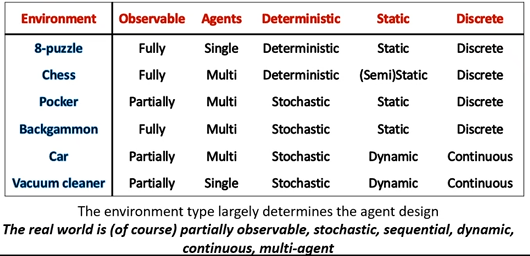 Environment Observable Agents Deterministic Static Discrete
8-puzzle Fully Single Deterministic Static Discrete
Chess Fully Multi Deterministic (Semi)Static Discrete
Pocker Partially Multi Stochastic Static Discrete
Backgammon Fully Multi Stochastic Static Discrete
Car Partially Multi Stochastic Dynamic Continuous
Vacuum cleaner Partially Single Stochastic Dynamic Continuous
The environment type largely determines the agent design
The real world is (of course) partially observable, stochastic, sequential, dynamic,
continuous, multi-agent